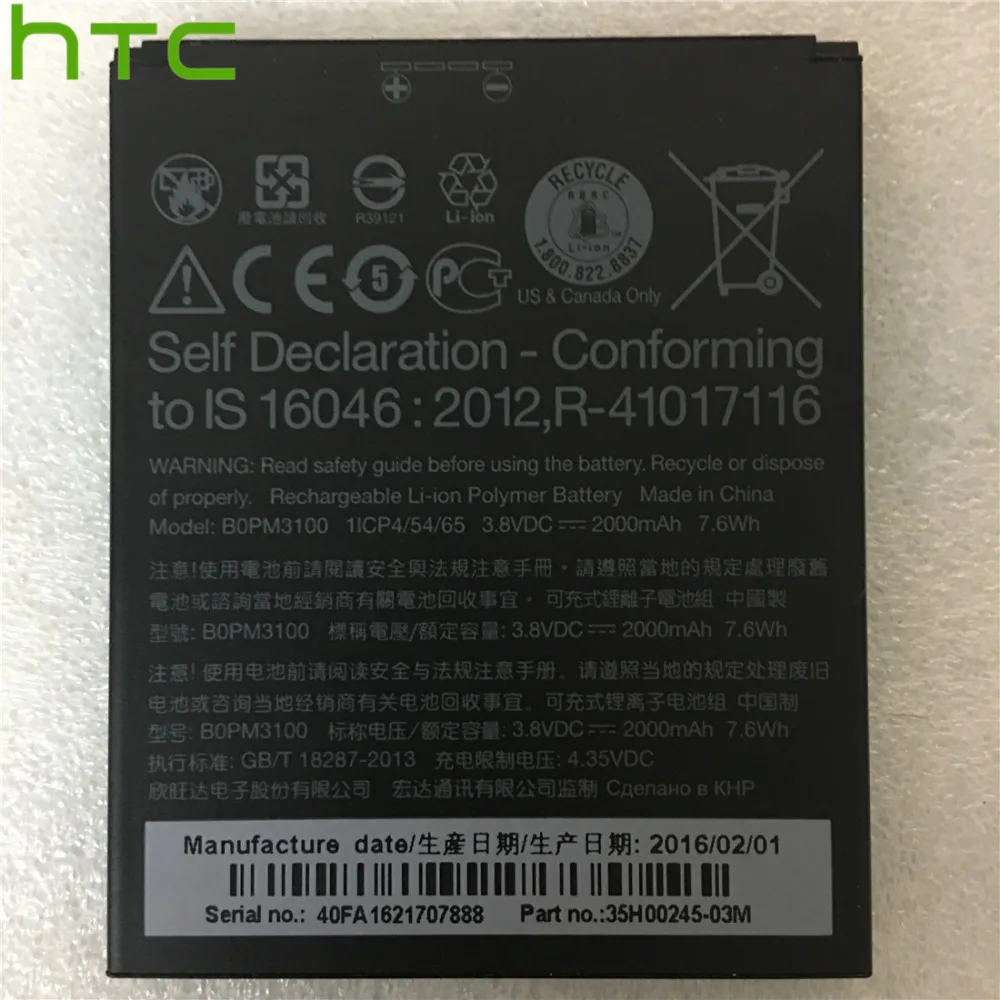 hTC
廢電池請回收
R39121
Li-ion
RECYCLE
RBRC
Li-ion
1.800.822.8837
US & Canada Only
CE
5
PCT
Self Declaration - Conforming
to IS 16046 : 2012,R-41017116
WARNING: Read safety guide before using the battery. Recycle or dispose
of properly. Rechargeable Li-ion Polymer Battery Made in China
Model: B0PM3100 1ICP4/54/65 3.8VDC 2000mAh 7.6Wh
注意!使用電池前請閱讀安全與法規注意手冊。請遵照當地的規定處理廢舊
電池或諮詢當地經銷商有關電池回收事宜。可充式鋰離子電池組 中國製
型號: B0PM3100 標稱電壓/額定容量: 3.8VDC 2000mAh 7.6Wh
注意! 使用电池前请阅读安全与法规注意手册。请遵照当地的规定处理废旧
电池或咨询当地经销商有关电池回收事宜。可充式锂离子电池组 中国制
型号: B0PM3100 标称电压/额定容量: 3.8VDC 2000mAh 7.6Wh
执行标准: GB/T 18287-2013 充电限制电压: 4.35VDC
欣旺达电子股份有限公司 宏达通讯有限公司监制 Сделано в КНР
Manufacture date/生產日期/生产日期: 2016/02/01
Serial no.: 40FA1621707888 Part no.:35H00245-03M